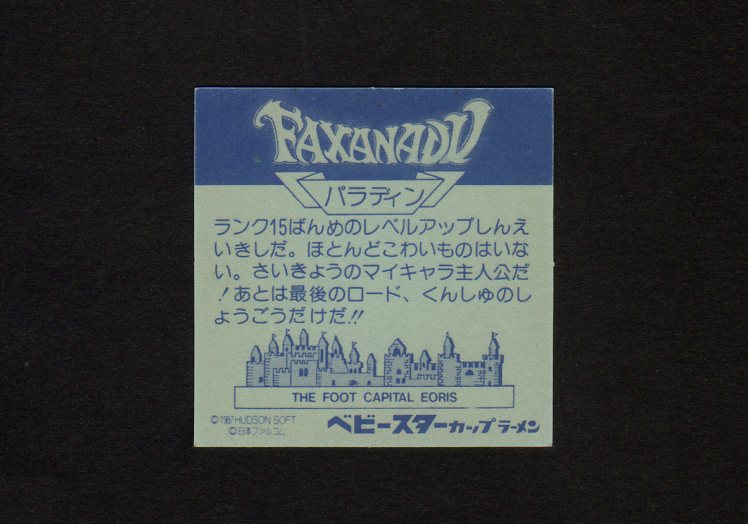 FAXANADU
パラディン
ランク15ばんめのレベルアップしんえ
いきしだ。ほとんどこわいものはいな
い。さいきょうのマイキャラ主人公だ
！あとは最後のロード、くんしゅのし
ょうごうだけだ!!
THE FOOT CAPITAL EORIS
©1987 HUDSON SOFT
©日本ファルコム
ベビースターカップラーメン